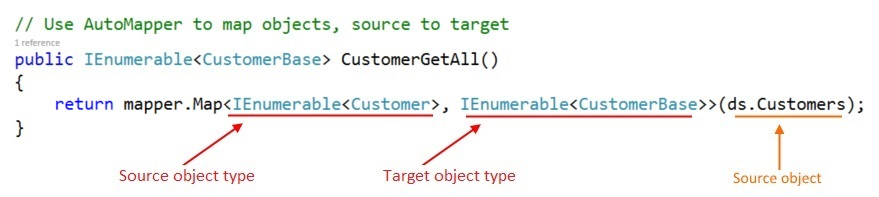 // Use AutoMapper to map objects, source to target
1 reference
public IEnumerable<CustomerBase> CustomerGetAll()
{
    return mapper.Map<IEnumerable<Customer>, IEnumerable<CustomerBase>>(ds.Customers);
}
Source object type Target object type Source object